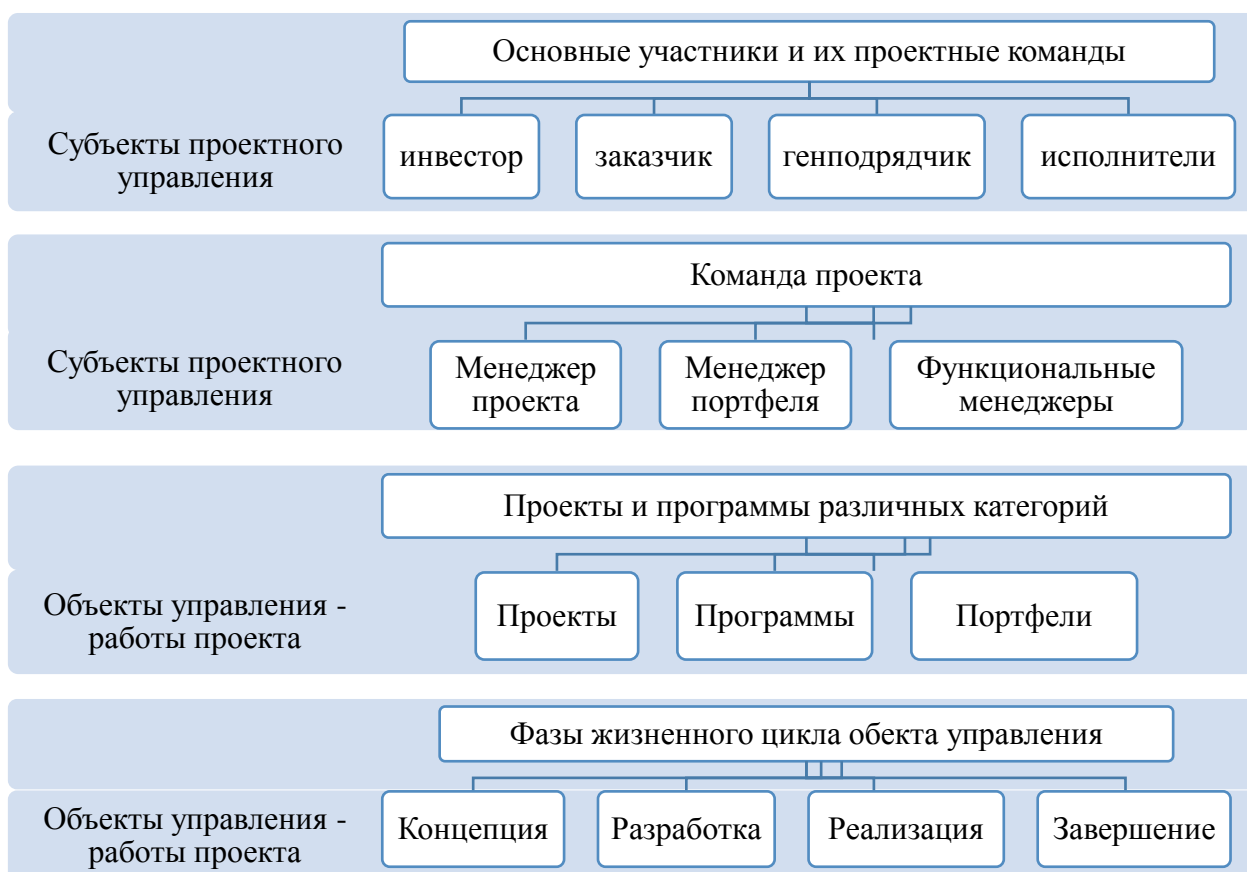 Основные участники и их проектные команды
Субъекты проектного
управления
инвестор
заказчик
генподрядчик
исполнители
Команда проекта
Субъекты проектного
управления
Менеджер
проекта
Менеджер
портфеля
Функциональные
менеджеры
Проекты и программы различных категорий
Объекты управления -
работы проекта
Проекты
Программы
Портфели
Фазы жизненного цикла обекта управления
Объекты управления -
работы проекта
Концепция
Разработка
Реализация
Завершение